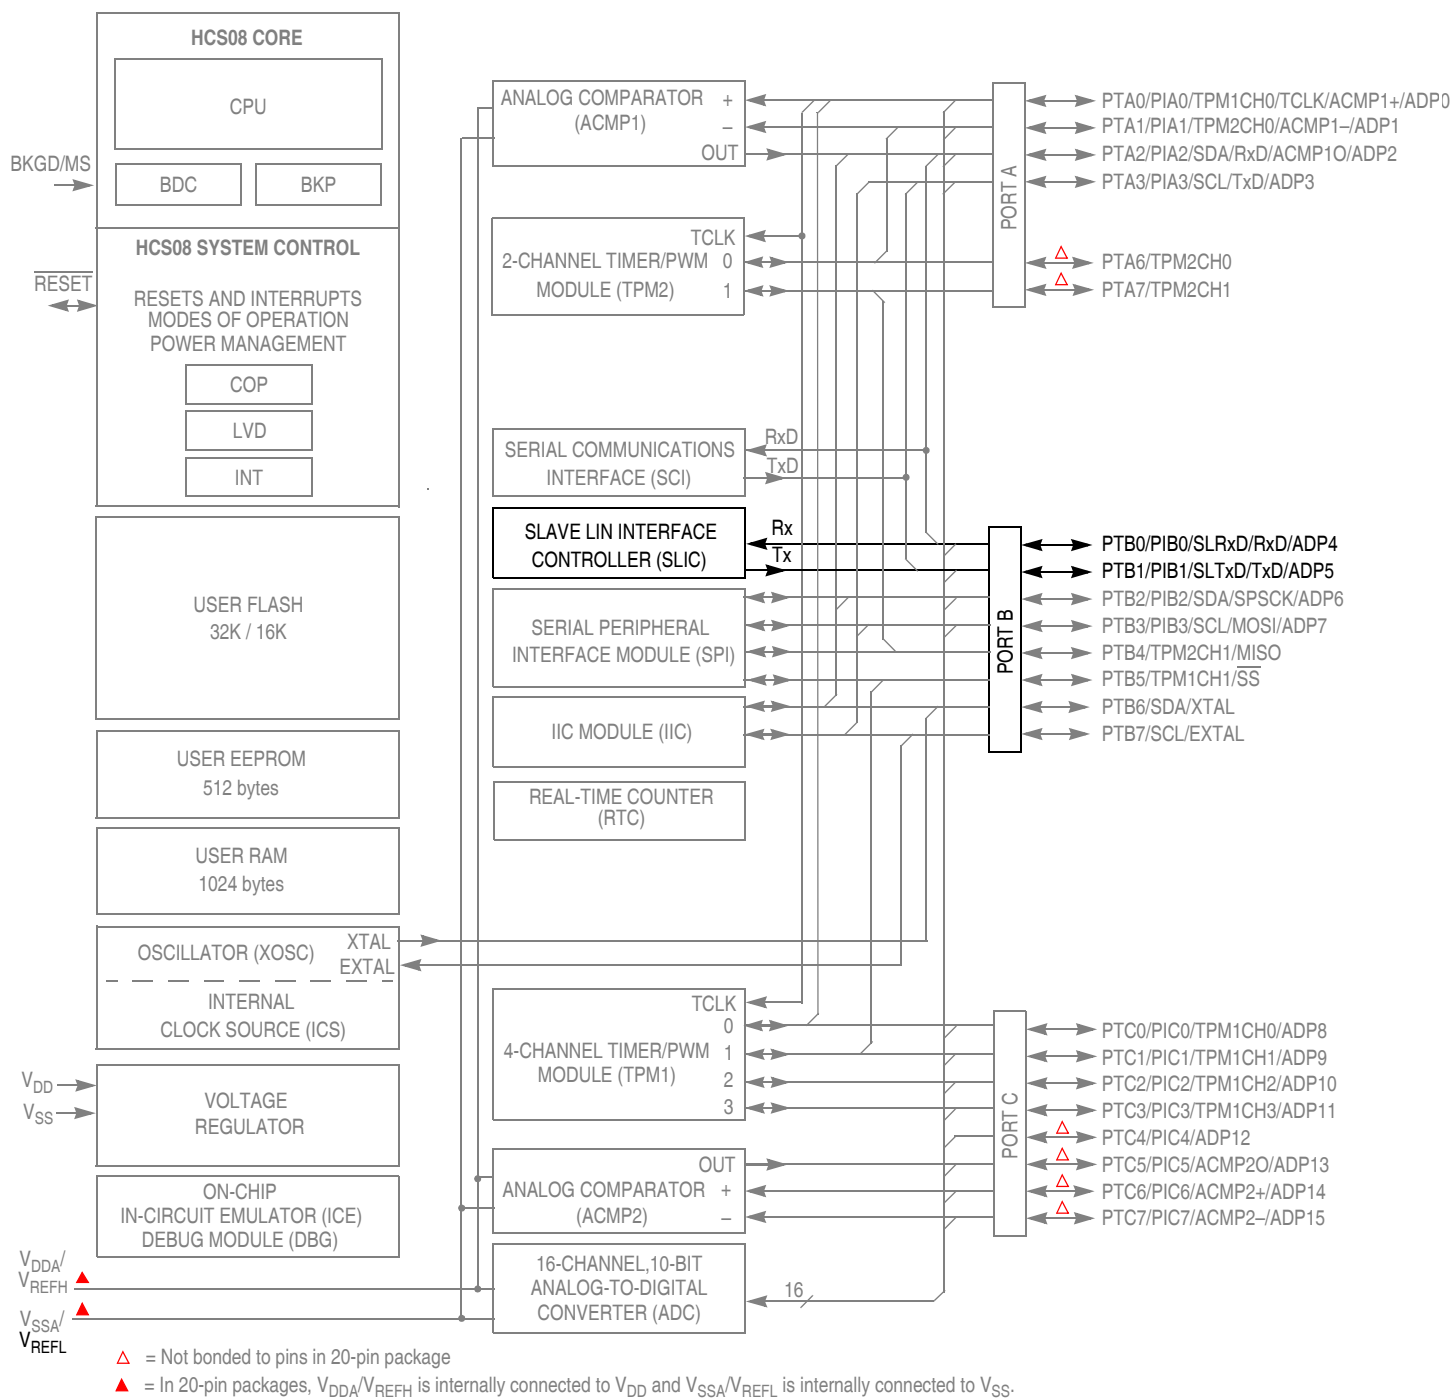 HCS08 CORE
CPU
BDC
BKP
BKGD/MS
HCS08 SYSTEM CONTROL
RESET
RESETS AND INTERRUPTS
MODES OF OPERATION
POWER MANAGEMENT
COP
LVD
INT
USER FLASH
32K / 16K
USER EEPROM
512 bytes
USER RAM
1024 bytes
OSCILLATOR (XOSC)
XTAL
EXTAL
INTERNAL
CLOCK SOURCE (ICS)
VDD
VSS
VOLTAGE
REGULATOR
ON-CHIP
IN-CIRCUIT EMULATOR (ICE)
DEBUG MODULE (DBG)
VDDA/
VREFH
VSSA/
VREFL
ANALOG COMPARATOR +
(ACMP1) –
OUT
TCLK
2-CHANNEL TIMER/PWM 0
MODULE (TPM2) 1
SERIAL COMMUNICATIONS
INTERFACE (SCI)
RxD
TxD
SLAVE LIN INTERFACE
CONTROLLER (SLIC)
Rx
Tx
SERIAL PERIPHERAL
INTERFACE MODULE (SPI)
IIC MODULE (IIC)
REAL-TIME COUNTER
(RTC)
TCLK
0
4-CHANNEL TIMER/PWM 1
MODULE (TPM1)
2
3
OUT
ANALOG COMPARATOR +
(ACMP2) –
16-CHANNEL,10-BIT
ANALOG-TO-DIGITAL
CONVERTER (ADC)
16
PORT A
PTA0/PIA0/TPM1CH0/TCLK/ACMP1+/ADP0
PTA1/PIA1/TPM2CH0/ACMP1–/ADP1
PTA2/PIA2/SDA/RxD/ACMP1O/ADP2
PTA3/PIA3/SCL/TxD/ADP3
PTA6/TPM2CH0
PTA7/TPM2CH1
PORT B
PTB0/PIB0/SLRxD/RxD/ADP4
PTB1/PIB1/SLTxD/TxD/ADP5
PTB2/PIB2/SDA/SPSCK/ADP6
PTB3/PIB3/SCL/MOSI/ADP7
PTB4/TPM2CH1/MISO
PTB5/TPM1CH1/SS
PTB6/SDA/XTAL
PTB7/SCL/EXTAL
PORT C
PTC0/PIC0/TPM1CH0/ADP8
PTC1/PIC1/TPM1CH1/ADP9
PTC2/PIC2/TPM1CH2/ADP10
PTC3/PIC3/TPM1CH3/ADP11
PTC4/PIC4/ADP12
PTC5/PIC5/ACMP2O/ADP13
PTC6/PIC6/ACMP2+/ADP14
PTC7/PIC7/ACMP2–/ADP15
△ = Not bonded to pins in 20-pin package
▲ = In 20-pin packages, VDDA/VREFH is internally connected to VDD and VSSA/VREFL is internally connected to VSS.